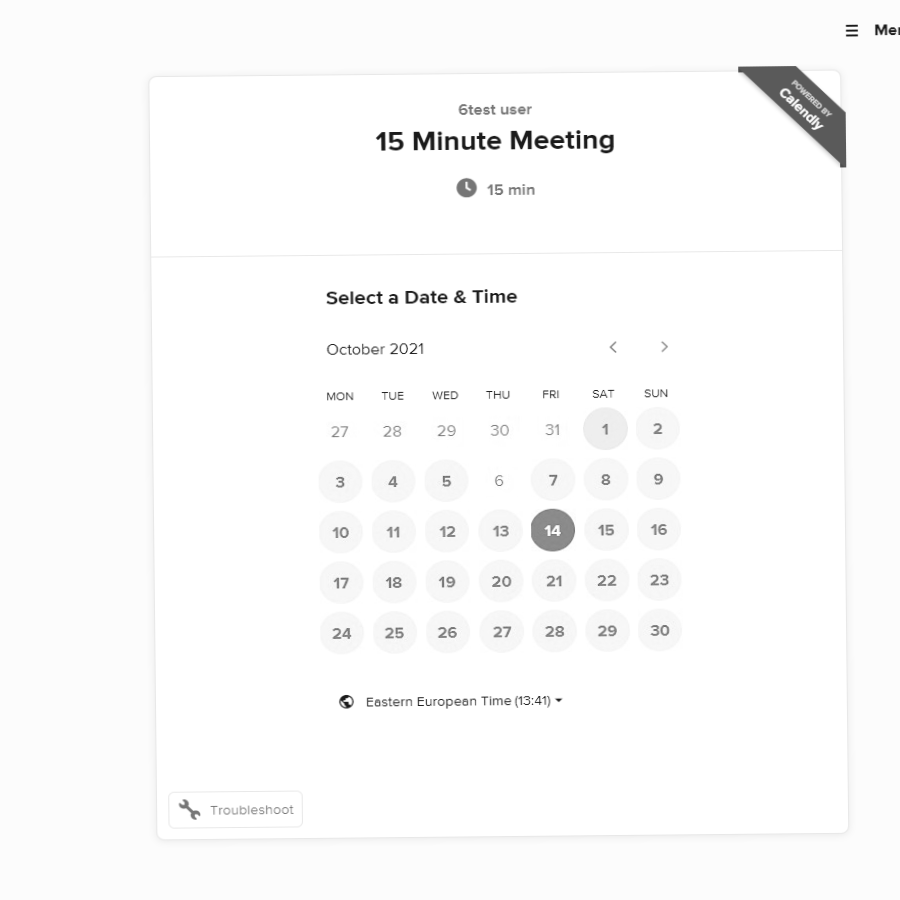 ☰ Men
POWERED BY
Calendly
6test user
15 Minute Meeting
15 min
Select a Date & Time
October 2021
MON TUE WED THU FRI SAT SUN
27 28 29 30 31 1 2
3 4 5 6 7 8 9
10 11 12 13 14 15 16
17 18 19 20 21 22 23
24 25 26 27 28 29 30
Eastern European Time (13:41)
Troubleshoot